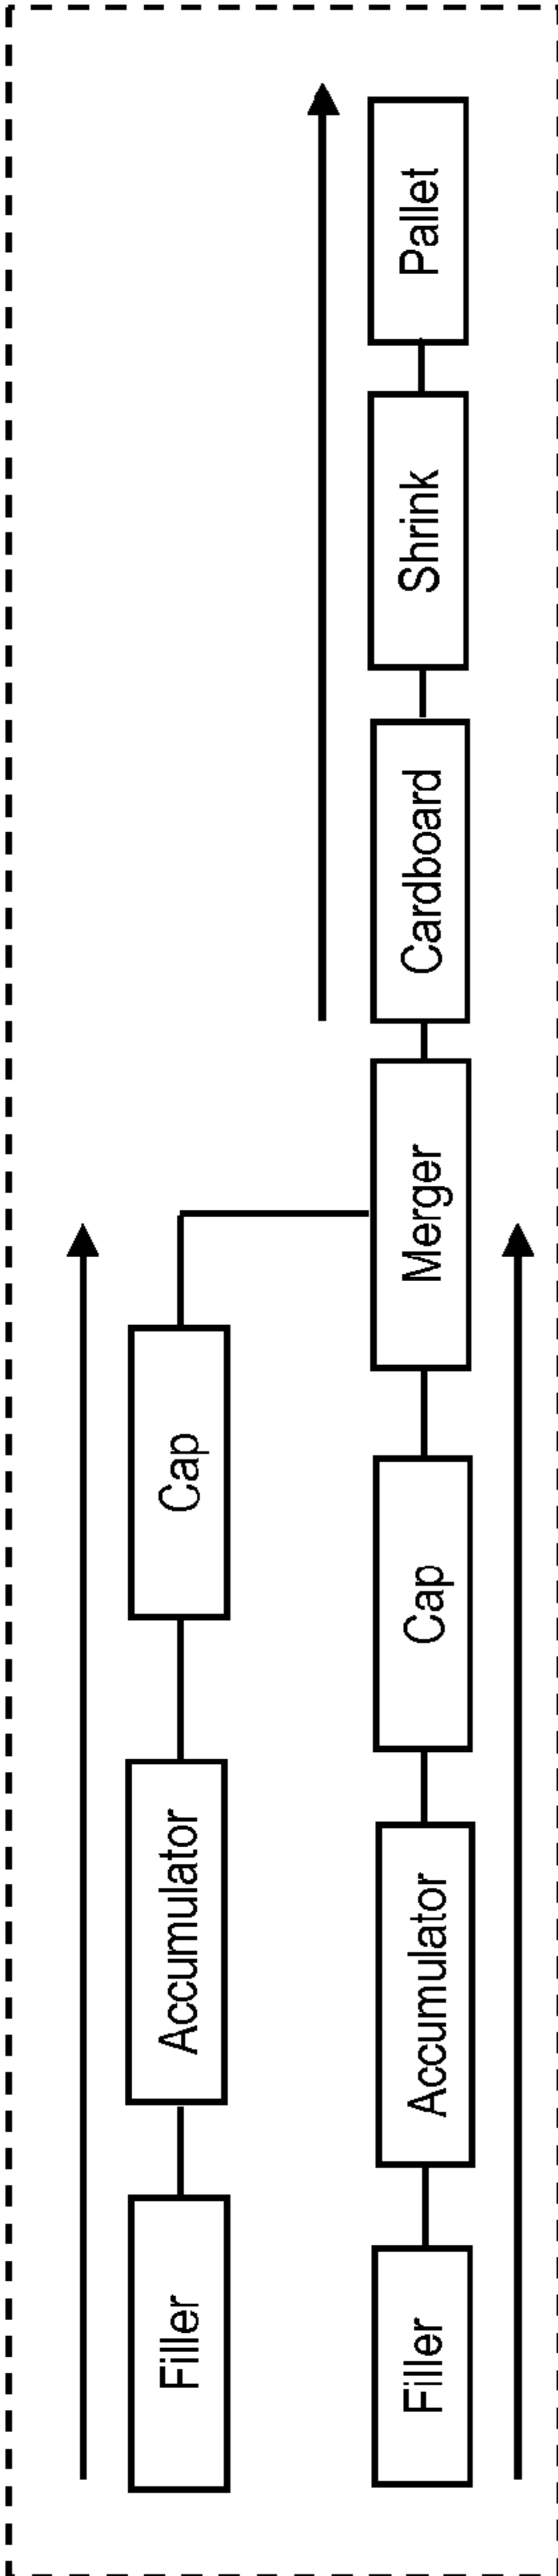 Filler
Accumulator
Cap
Filler
Accumulator
Cap
Merger
Cardboard
Shrink
Pallet